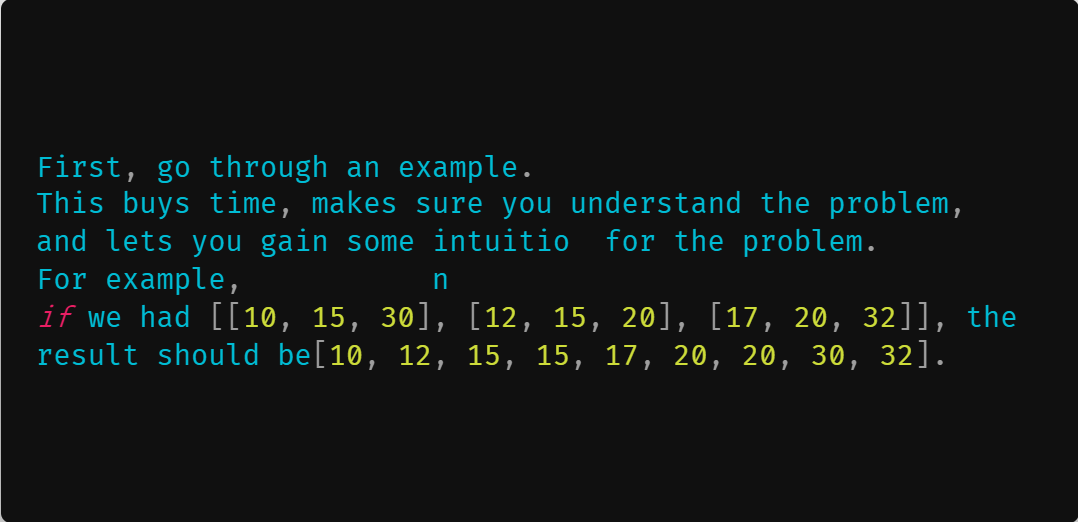 First, go through an example.
This buys time, makes sure you understand the problem,
and lets you gain some intuitio  for the problem.
For example,           n
if we had [[10, 15, 30], [12, 15, 20], [17, 20, 32]], the
result should be[10, 12, 15, 15, 17, 20, 20, 30, 32].